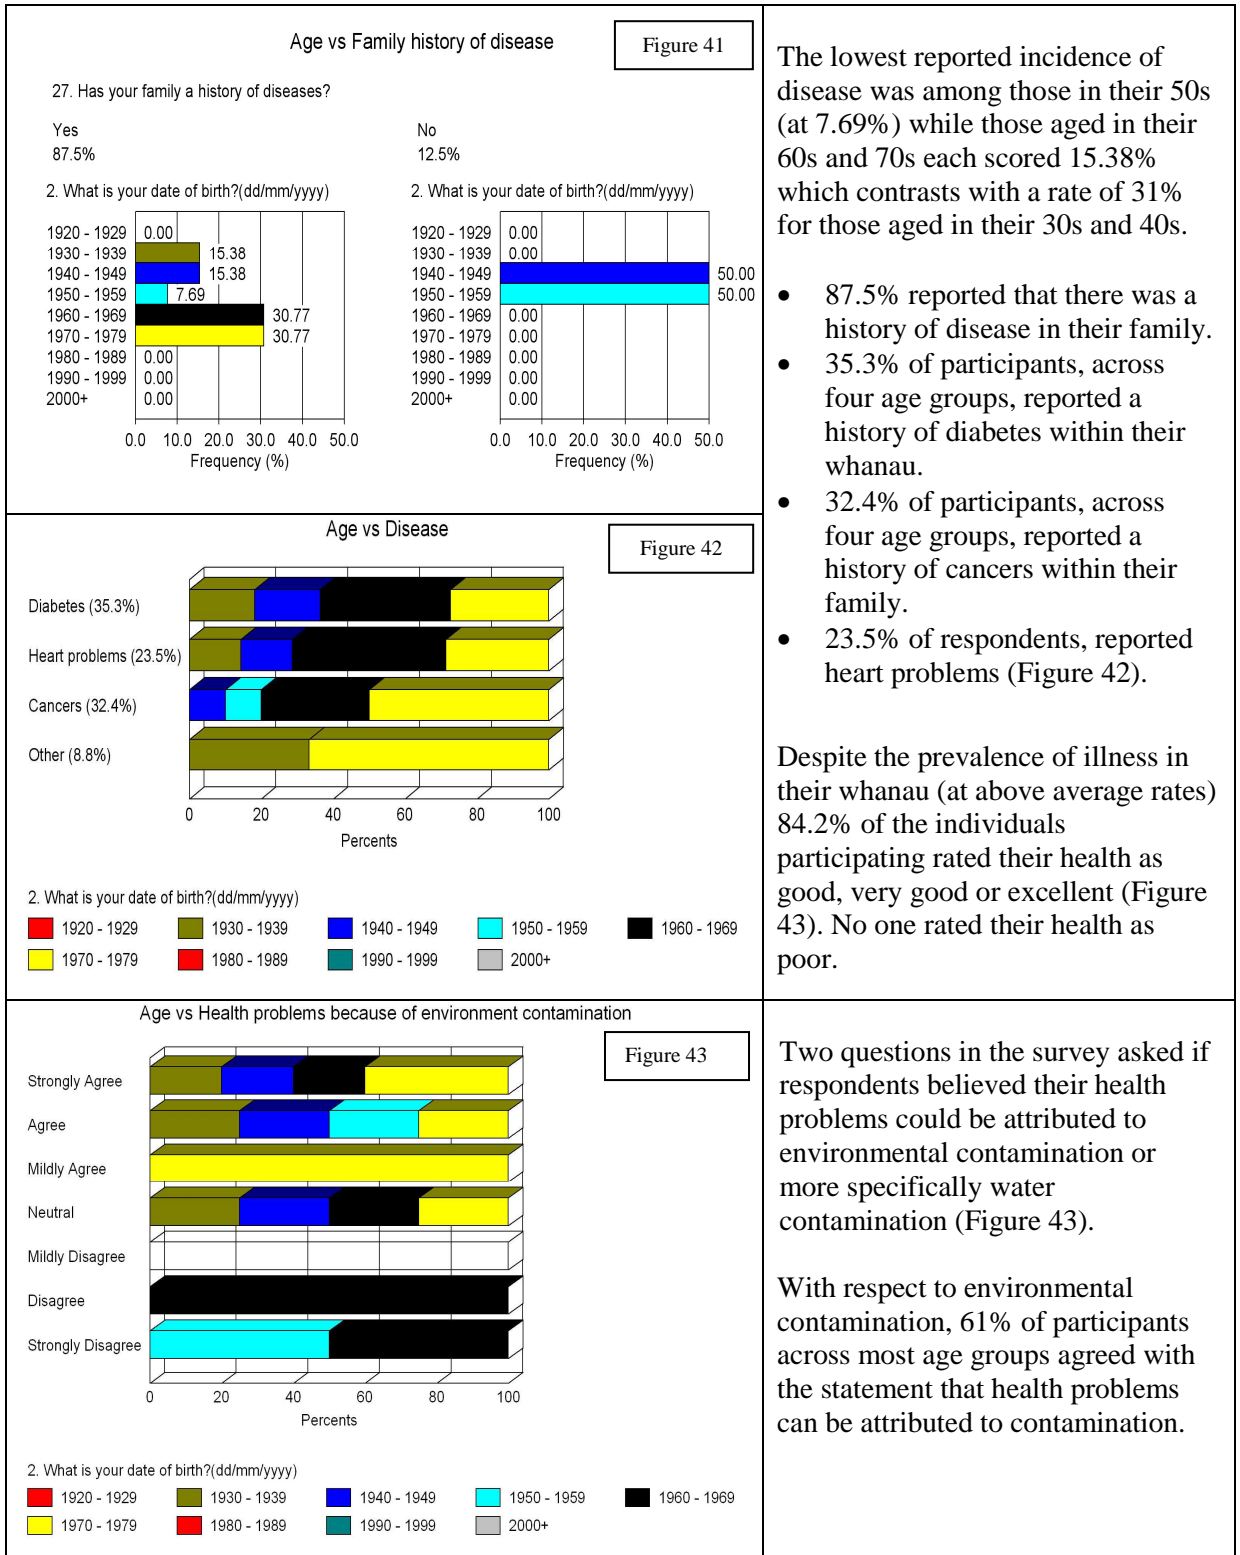 Age vs Family history of disease
Figure 41
27. Has your family a history of diseases?
Yes
87.5%
No
12.5%
2. What is your date of birth?(dd/mm/yyyy)
1920 - 1929 0.00
1930 - 1939 15.38
1940 - 1949 15.38
1950 - 1959 7.69
1960 - 1969 30.77
1970 - 1979 30.77
1980 - 1989 0.00
1990 - 1999 0.00
2000+ 0.00
0.0 10.0 20.0 30.0 40.0 50.0
Frequency (%)
2. What is your date of birth?(dd/mm/yyyy)
1920 - 1929 0.00
1930 - 1939 0.00
1940 - 1949 50.00
1950 - 1959 50.00
1960 - 1969 0.00
1970 - 1979 0.00
1980 - 1989 0.00
1990 - 1999 0.00
2000+ 0.00
0.0 10.0 20.0 30.0 40.0 50.0
Frequency (%)
The lowest reported incidence of
disease was among those in their 50s
(at 7.69%) while those aged in their
60s and 70s each scored 15.38%
which contrasts with a rate of 31%
for those aged in their 30s and 40s.
• 87.5% reported that there was a
history of disease in their family.
• 35.3% of participants, across
four age groups, reported a
history of diabetes within their
whanau.
• 32.4% of participants, across
four age groups, reported a
history of cancers within their
family.
• 23.5% of respondents, reported
heart problems (Figure 42).
Despite the prevalence of illness in
their whanau (at above average rates)
84.2% of the individuals
participating rated their health as
good, very good or excellent (Figure
43). No one rated their health as
poor.
Age vs Disease
Figure 42
Diabetes (35.3%)
Heart problems (23.5%)
Cancers (32.4%)
Other (8.8%)
0 20 40 60 80 100
Percents
2. What is your date of birth?(dd/mm/yyyy)
1920 - 1929 1930 - 1939 1940 - 1949 1950 - 1959 1960 - 1969
1970 - 1979 1980 - 1989 1990 - 1999 2000+
Age vs Health problems because of environment contamination
Figure 43
Strongly Agree
Agree
Mildly Agree
Neutral
Mildly Disagree
Disagree
Strongly Disagree
0 20 40 60 80 100
Percents
2. What is your date of birth?(dd/mm/yyyy)
1920 - 1929 1930 - 1939 1940 - 1949 1950 - 1959 1960 - 1969
1970 - 1979 1980 - 1989 1990 - 1999 2000+
Two questions in the survey asked if
respondents believed their health
problems could be attributed to
environmental contamination or
more specifically water
contamination (Figure 43).
With respect to environmental
contamination, 61% of participants
across most age groups agreed with
the statement that health problems
can be attributed to contamination.